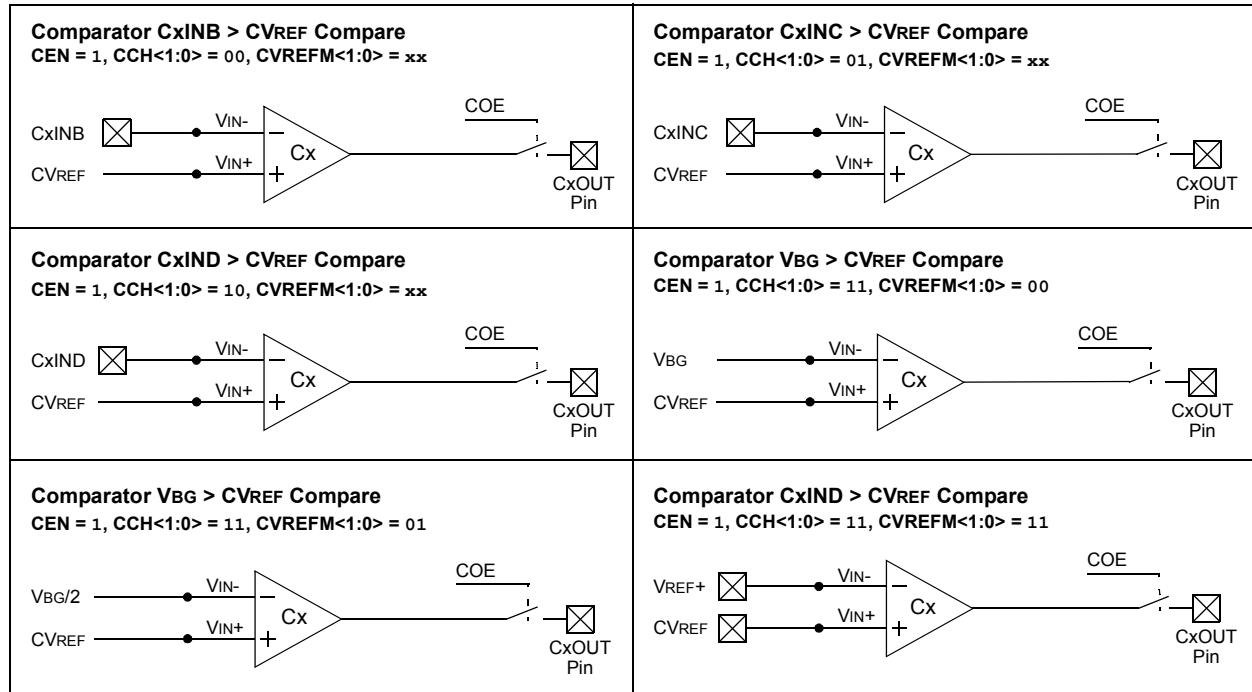 Comparator CxINB > CVREF Compare
CEN = 1, CCH<1:0> = 00, CVREFM<1:0> = xx
CxINB
VIN-
CVREF
VIN+
Cx
COE
CxOUT
Pin
Comparator CxINC > CVREF Compare
CEN = 1, CCH<1:0> = 01, CVREFM<1:0> = xx
CxINC
VIN-
CVREF
VIN+
Cx
COE
CxOUT
Pin
Comparator CxIND > CVREF Compare
CEN = 1, CCH<1:0> = 10, CVREFM<1:0> = xx
CxIND
VIN-
CVREF
VIN+
Cx
COE
CxOUT
Pin
Comparator VBG > CVREF Compare
CEN = 1, CCH<1:0> = 11, CVREFM<1:0> = 00
VBG
VIN-
CVREF
VIN+
Cx
COE
CxOUT
Pin
Comparator VBG > CVREF Compare
CEN = 1, CCH<1:0> = 11, CVREFM<1:0> = 01
VBG/2
VIN-
CVREF
VIN+
Cx
COE
CxOUT
Pin
Comparator CxIND > CVREF Compare
CEN = 1, CCH<1:0> = 11, CVREFM<1:0> = 11
VREF+
VIN-
CVREF
VIN+
Cx
COE
CxOUT
Pin